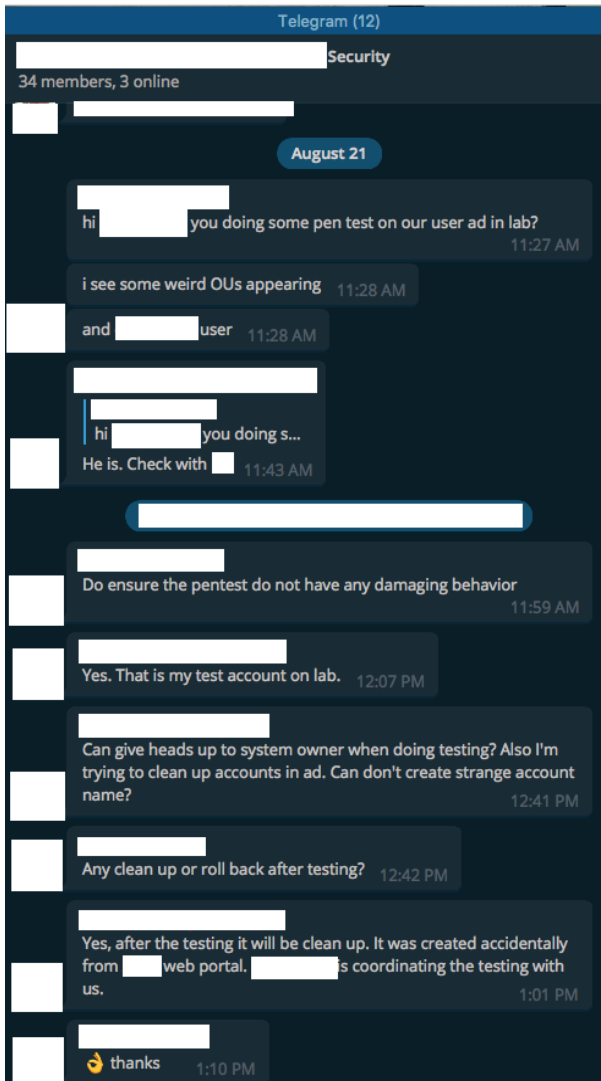 Telegram (12)
Security
34 members, 3 online
August 21
hi you doing some pen test on our user ad in lab?
11:27 AM
i see some weird OUs appearing 11:28 AM
and user 11:28 AM
hi you doing s...
He is. Check with 11:43 AM
Do ensure the pentest do not have any damaging behavior
11:59 AM
Yes. That is my test account on lab. 12:07 PM
Can give heads up to system owner when doing testing? Also I'm
trying to clean up accounts in ad. Can don't create strange account
name? 12:41 PM
Any clean up or roll back after testing? 12:42 PM
Yes, after the testing it will be clean up. It was created accidentally
from web portal. is coordinating the testing with
us. 1:01 PM
👌 thanks 1:10 PM